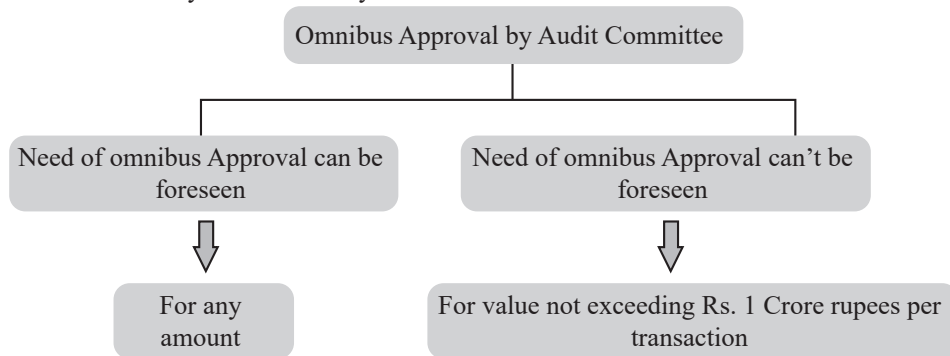 Omnibus Approval by Audit Committee
Need of omnibus Approval can be
foreseen
Need of omnibus Approval can’t be
foreseen
For any
amount
For value not exceeding Rs. 1 Crore rupees per
transaction